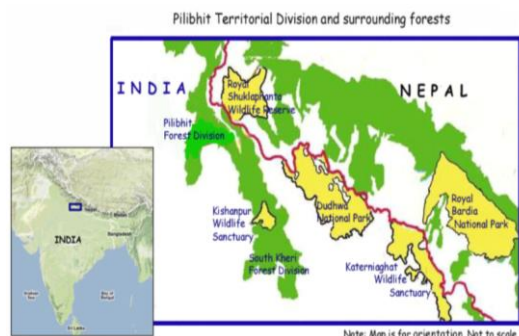 Pilibhit Territorial Division and surrounding forests
INDIA
NEPAL
Royal
Shuklaphanta
Wildlife Reserve
Pilibhit
Forest Division
Kishanpur
Wildlife
Sanctuary
Dudhwa
National Park
Royal
Bardia
National Park
South Kheri
Forest Division
Katerniaghat
Wildlife
Sanctuary
INDIA
Note: Map is for orientation. Not to scale